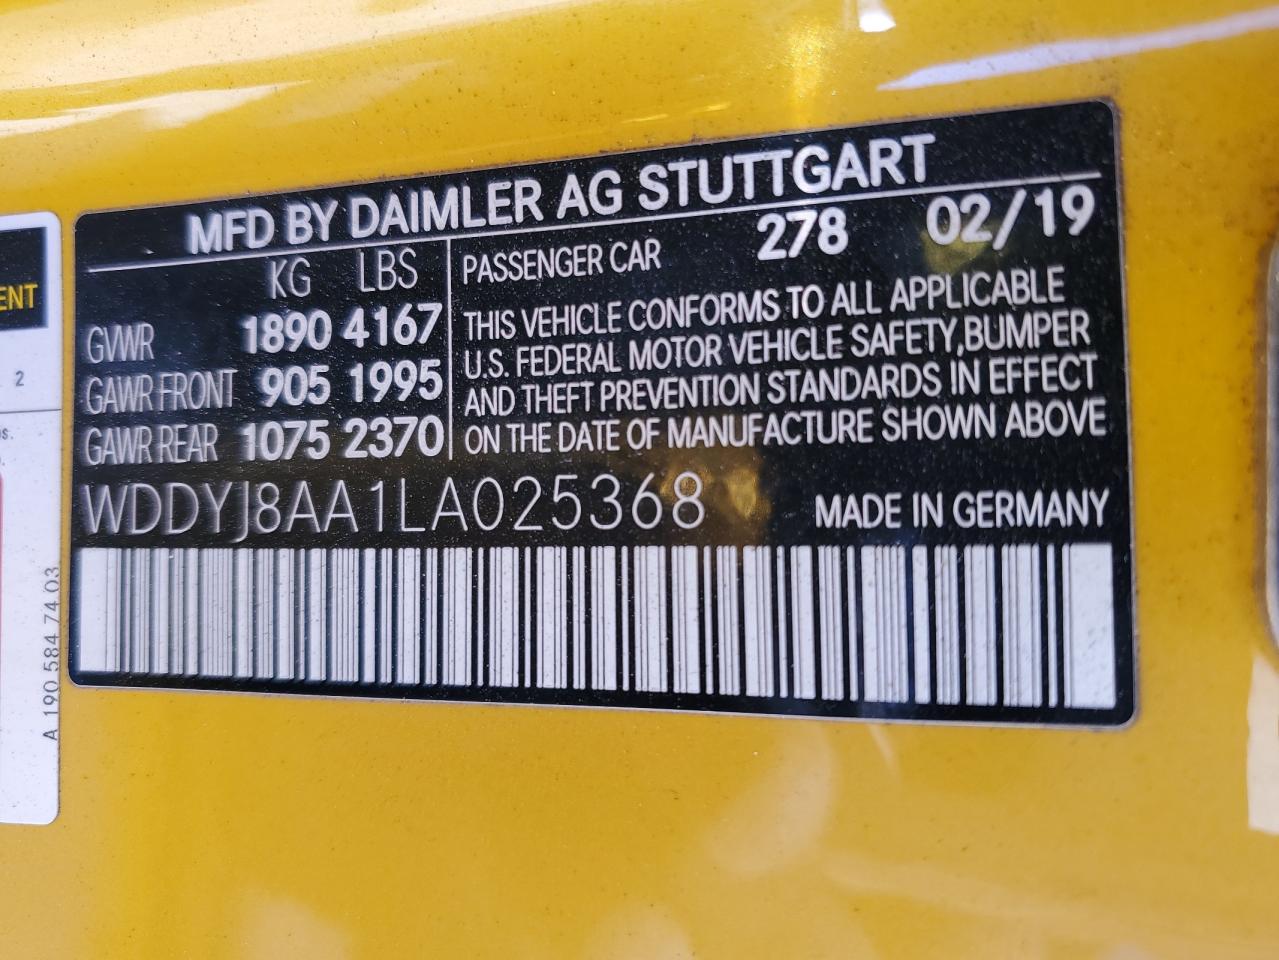 MFD BY DAIMLER AG STUTTGART
KG LBS
GVWR 1890 4167
GAWR FRONT 905 1995
GAWR REAR 1075 2370
PASSENGER CAR 278 02/19
THIS VEHICLE CONFORMS TO ALL APPLICABLE
U.S. FEDERAL MOTOR VEHICLE SAFETY,BUMPER
AND THEFT PREVENTION STANDARDS IN EFFECT
ON THE DATE OF MANUFACTURE SHOWN ABOVE
WDDYJ8AA1LA025368 MADE IN GERMANY
ENT
2
A 190 584 74 03